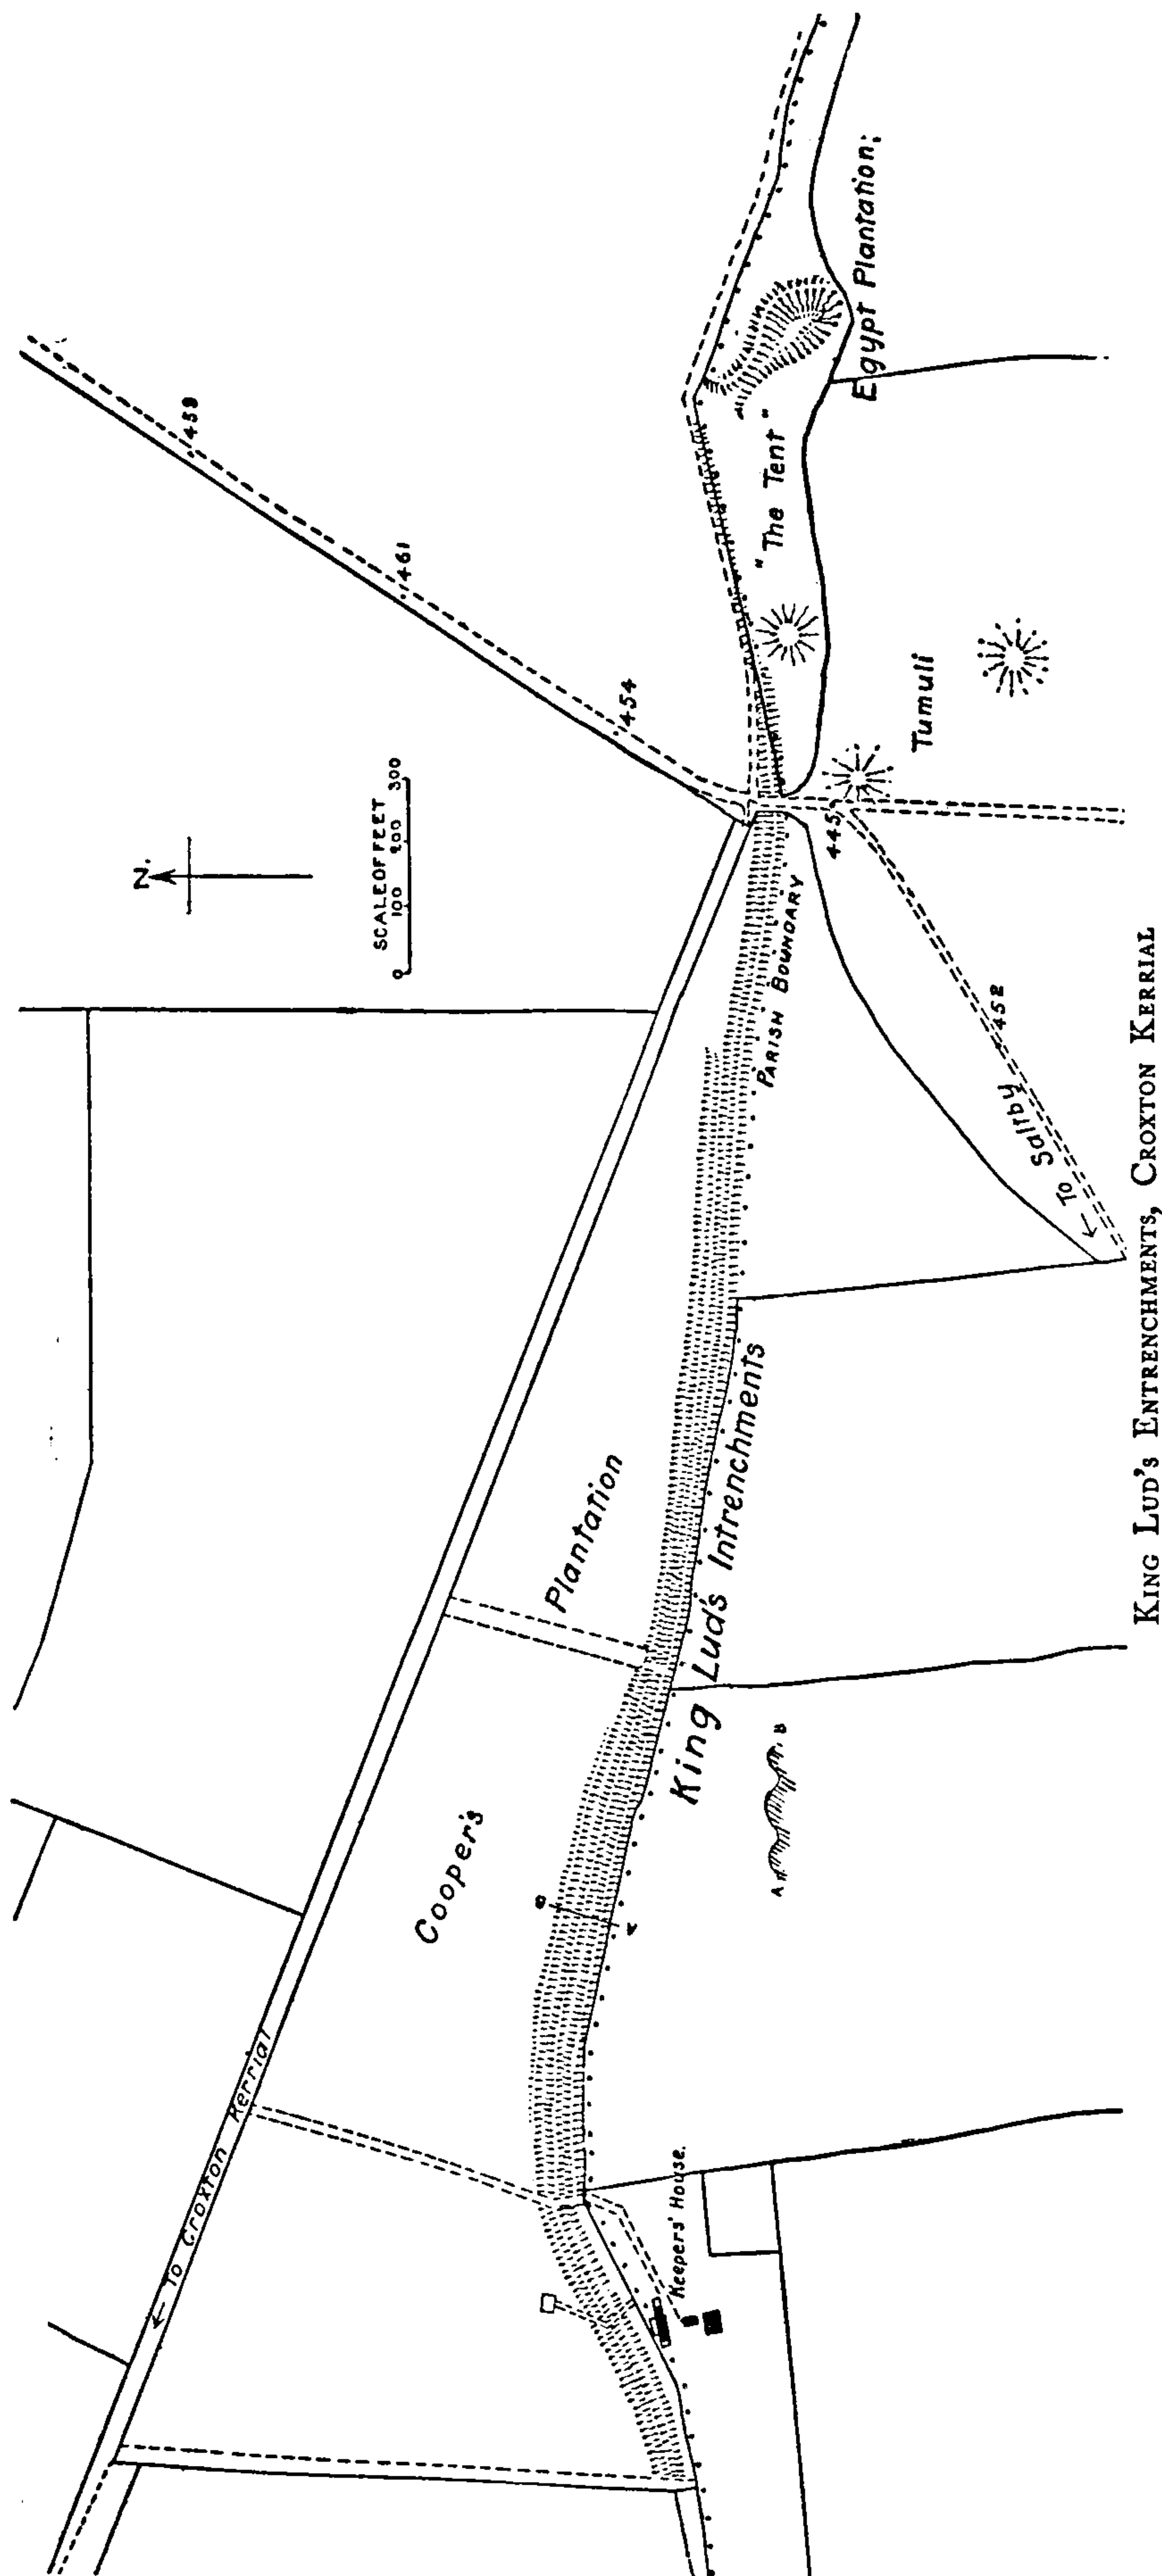 N.
SCALE OF FEET
0 100 200 300
459
461
454
445
452
← To Croxton Kerrial
Cooper's Plantation
King Lud's Intrenchments
PARISH BOUNDARY
"The Tent"
Egypt Plantation;
Tumuli
← To Saltby
Keepers' House.
B
A
A B
KING LUD'S ENTRENCHMENTS, CROXTON KERRIAL